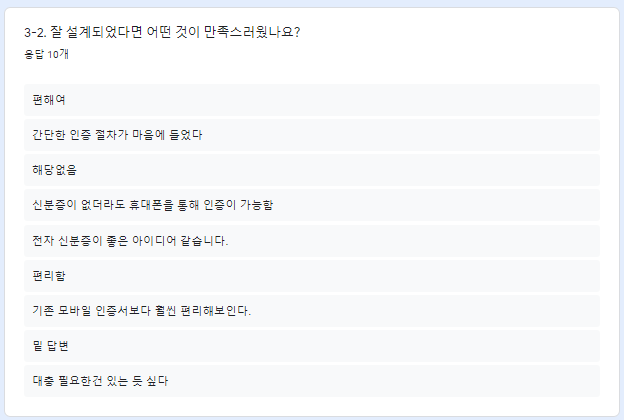 3-2. 잘 설계되었다면 어떤 것이 만족스러웠나요?
응답 10개
편해여
간단한 인증 절차가 마음에 들었다
해당없음
신분증이 없더라도 휴대폰을 통해 인증이 가능함
전자 신분증이 좋은 아이디어 같습니다.
편리함
기존 모바일 인증서보다 훨씬 편리해보인다.
밑 답변
대충 필요한건 있는 듯 싶다